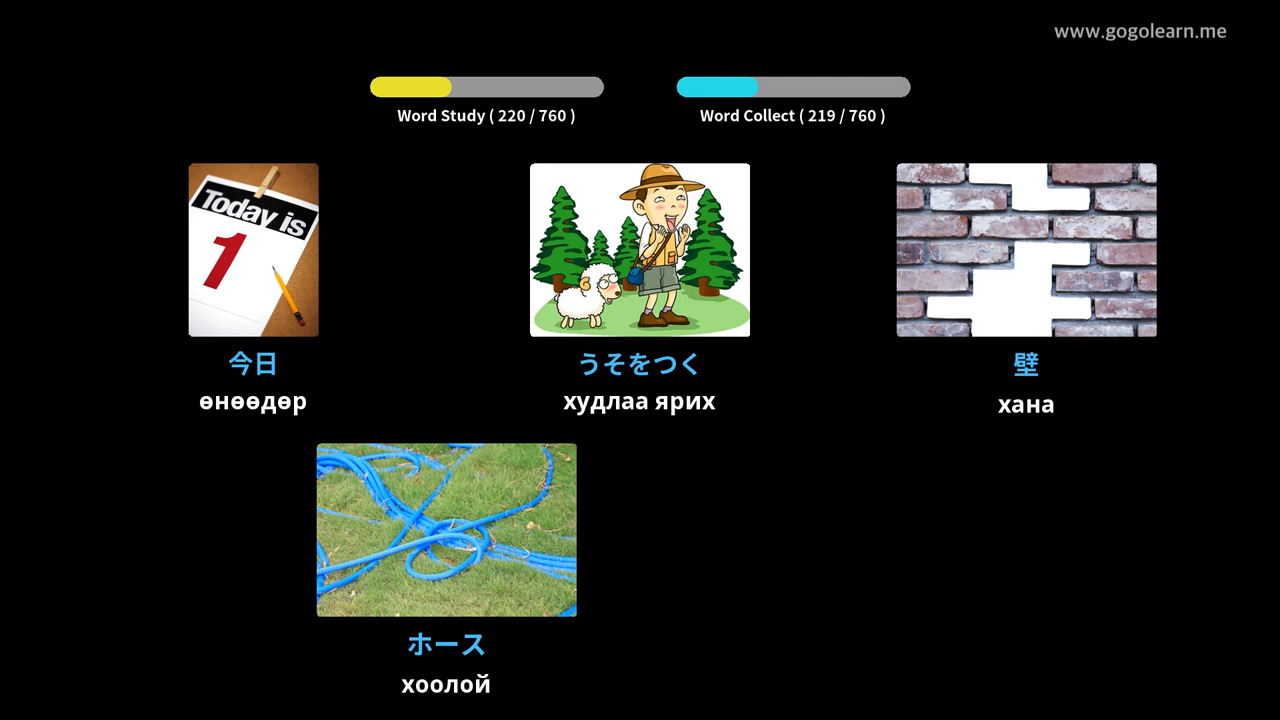 www.gogolearn.me
Word Study ( 220 / 760 )
Word Collect ( 219 / 760 )
Today is
1
今日
өнөөдөр
うそをつく
худлаа ярих
壁
хана
ホース
хоолой